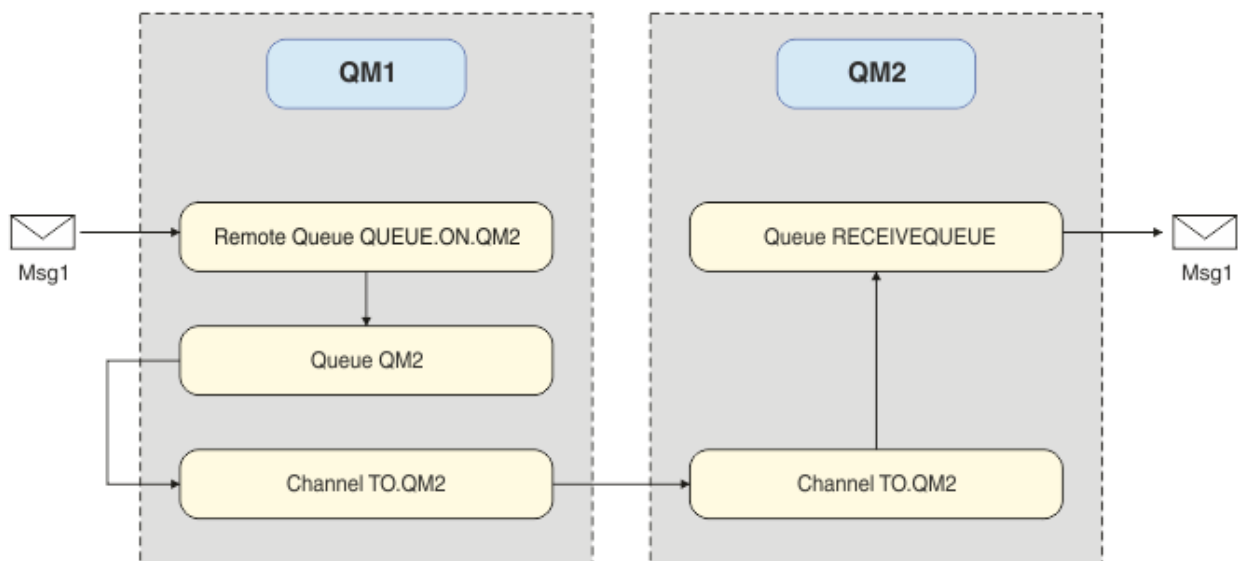 QM1
QM2
Msg1
Remote Queue QUEUE.ON.QM2
Queue QM2
Channel TO.QM2
Queue RECEIVEQUEUE
Channel TO.QM2
Msg1